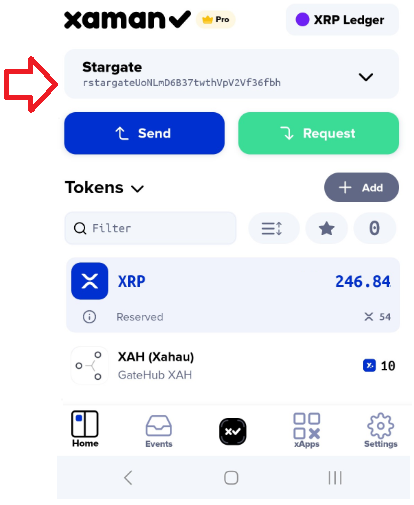 xaman Pro XRP Ledger
Stargate
rstargateUoNLmD6B37twthVpV2Vf36fbh
Send Request
Tokens Add
Filter 0
XRP 246.84
Reserved 54
XAH (Xahau) 10
GateHub XAH
Home Events xApps Settings